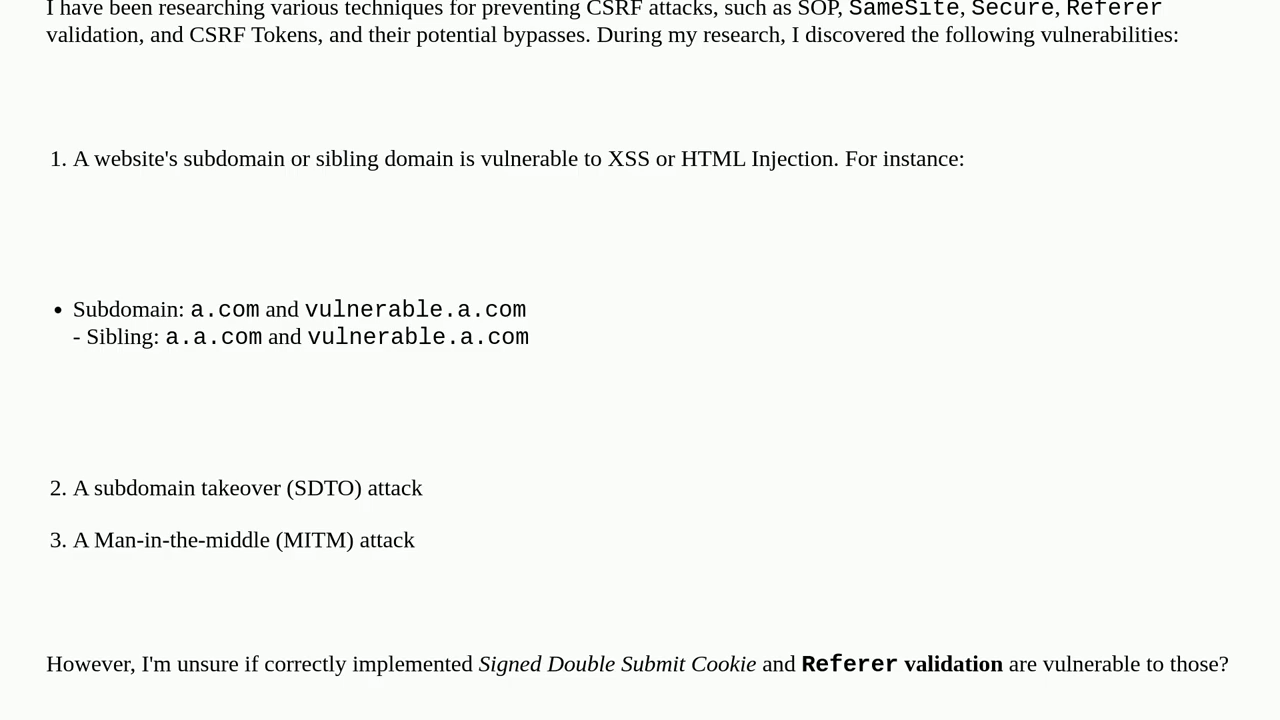 I have been researching various techniques for preventing CSRF attacks, such as SOP, SameSite, Secure, Referer
validation, and CSRF Tokens, and their potential bypasses. During my research, I discovered the following vulnerabilities:
1. A website's subdomain or sibling domain is vulnerable to XSS or HTML Injection. For instance:
• Subdomain: a.com and vulnerable.a.com
- Sibling: a.a.com and vulnerable.a.com
2. A subdomain takeover (SDTO) attack
3. A Man-in-the-middle (MITM) attack
However, I'm unsure if correctly implemented Signed Double Submit Cookie and Referer validation are vulnerable to those?